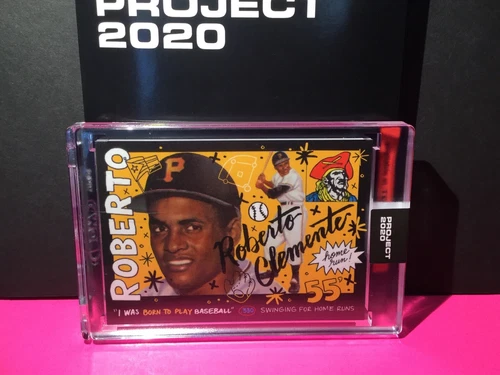 PROJECT
2020
ROBERTO
P
Roberto
Clemente
home
run!
55
"I WAS BORN TO PLAY BASEBALL"
SWINGING FOR HOME RUNS
PROJECT
2020